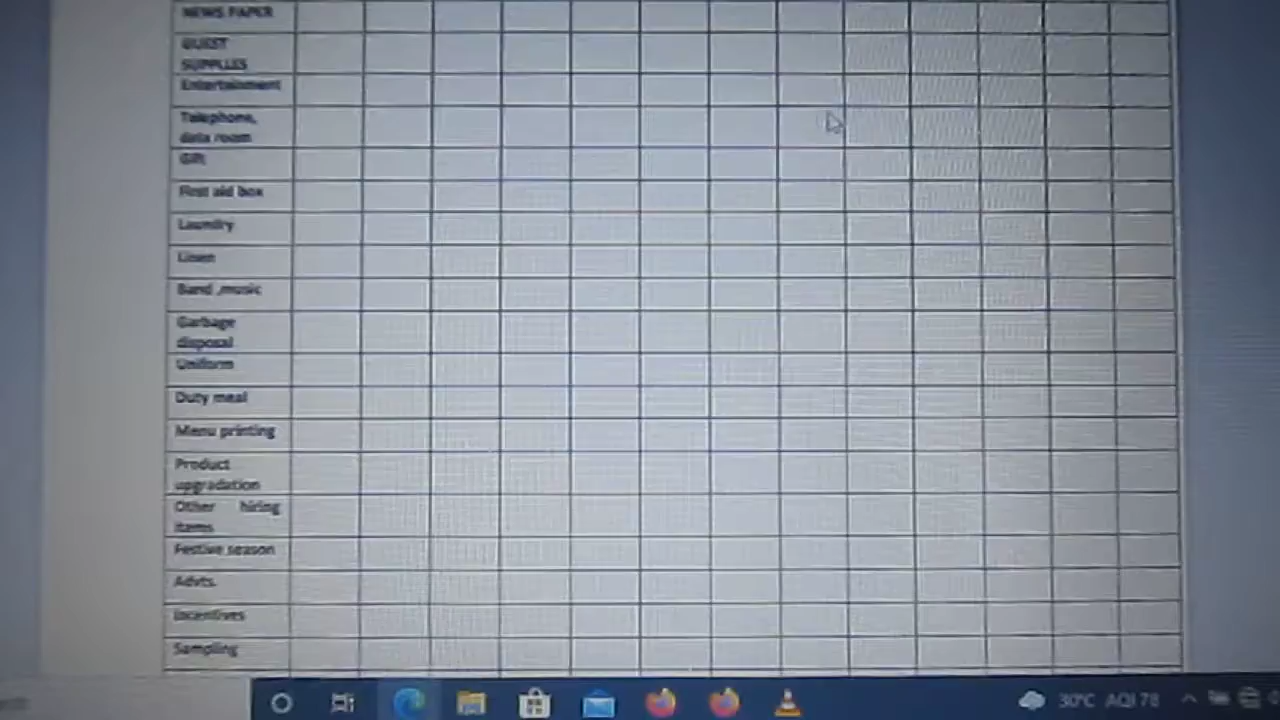 NEWS PAPER
GUEST
SUPPLLES
Entertainment
Telephone,
data room
Gift
First aid box
Laundry
Linen
Band ,music
Garbage
disposal
Uniform
Duty meal
Menu printing
Product
upgradation
Other hiring
items
Festive season
Advts.
Incentives
Sampling
30°C AQI 78